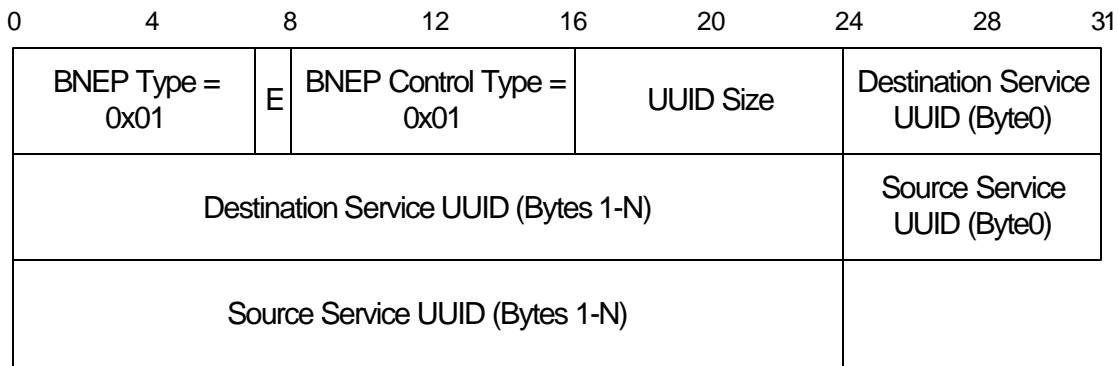 0 4 8 12 16 20 24 28 31
BNEP Type =
0x01
E
BNEP Control Type =
0x01
UUID Size
Destination Service
UUID (Byte0)
Destination Service UUID (Bytes 1-N)
Source Service
UUID (Byte0)
Source Service UUID (Bytes 1-N)